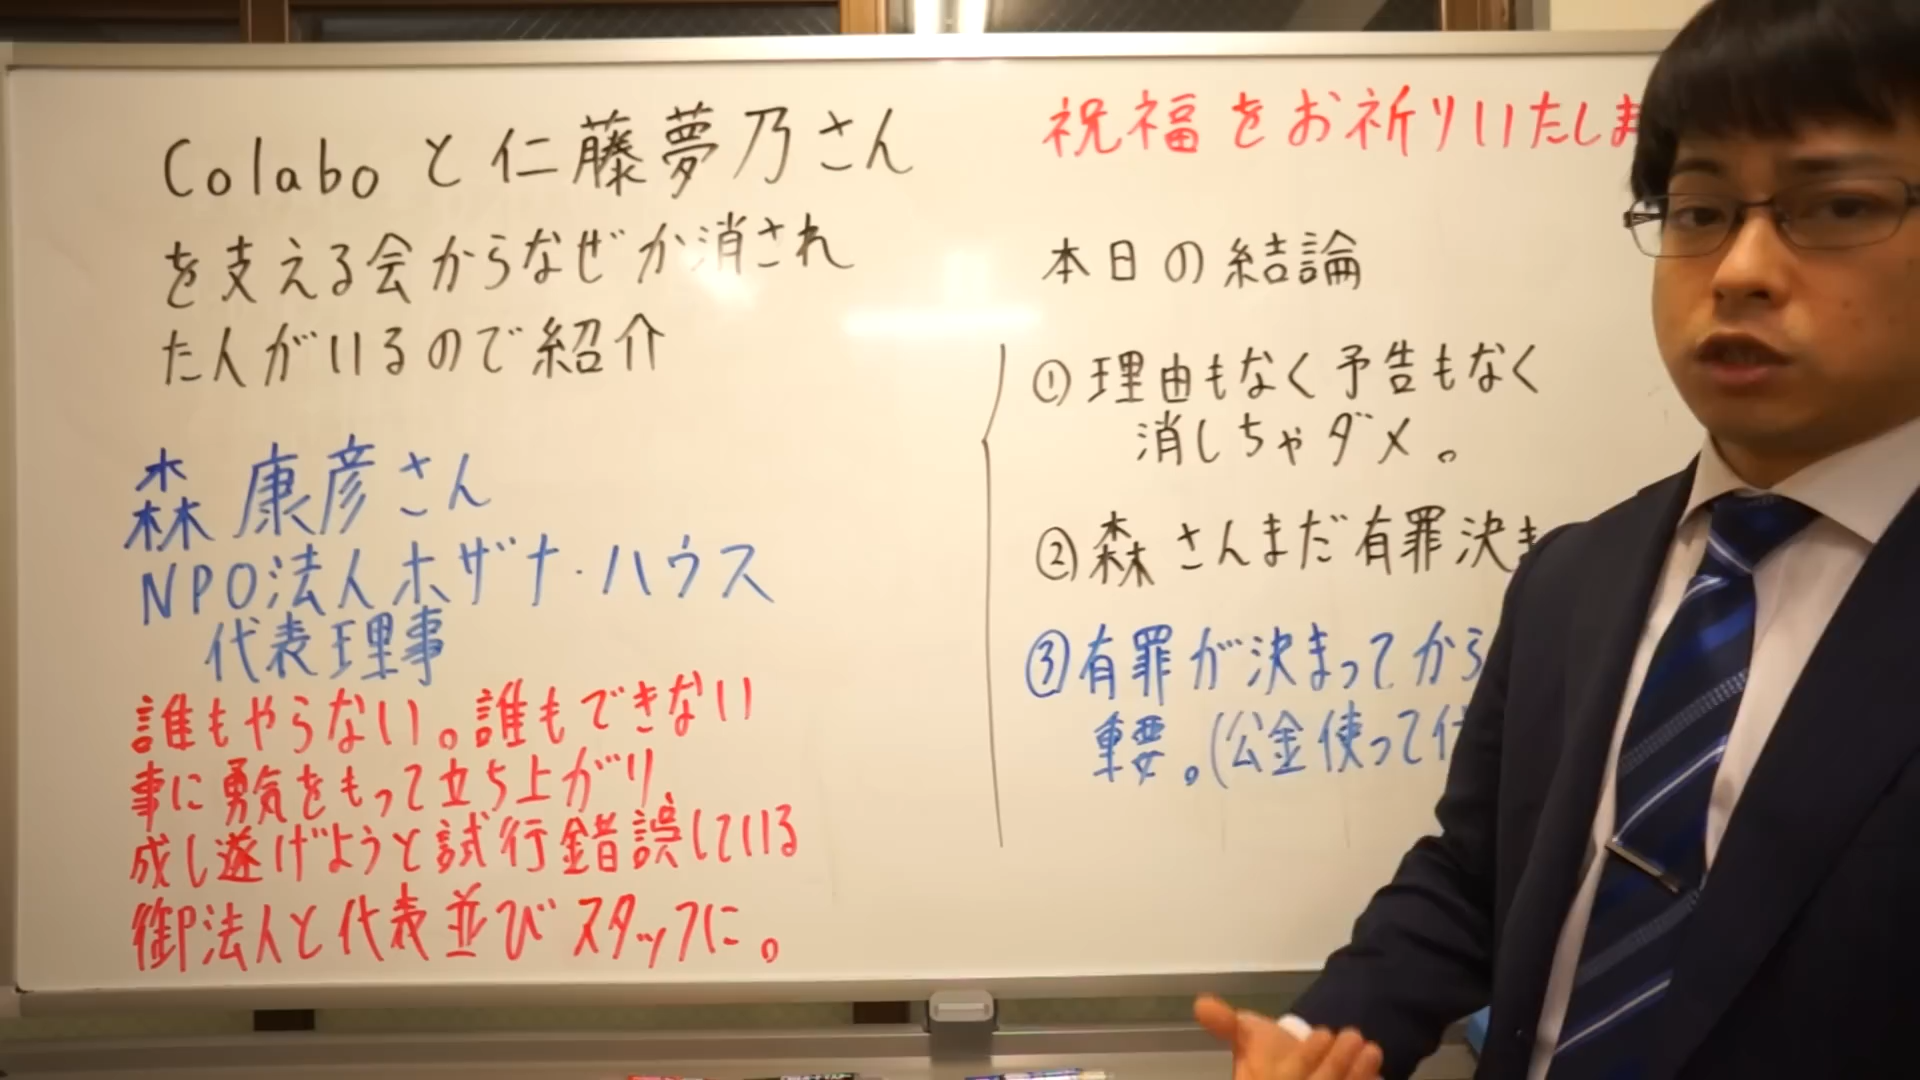 Colaboと仁藤夢乃さん
を支える会からなぜか消され
た人がいるので紹介
森 康彦さん
NPO法人ホザナ・ハウス
代表理事
誰もやらない。誰もできない
事に勇気をもって立ち上がり、
成し遂げようと試行錯誤している
御法人と代表並びスタッフに。
祝福をお祈りいたしま
本日の結論
①理由もなく予告もなく
消しちゃダメ。
②森さんまだ有罪決ま
③有罪が決まってから
重要。(公金使って